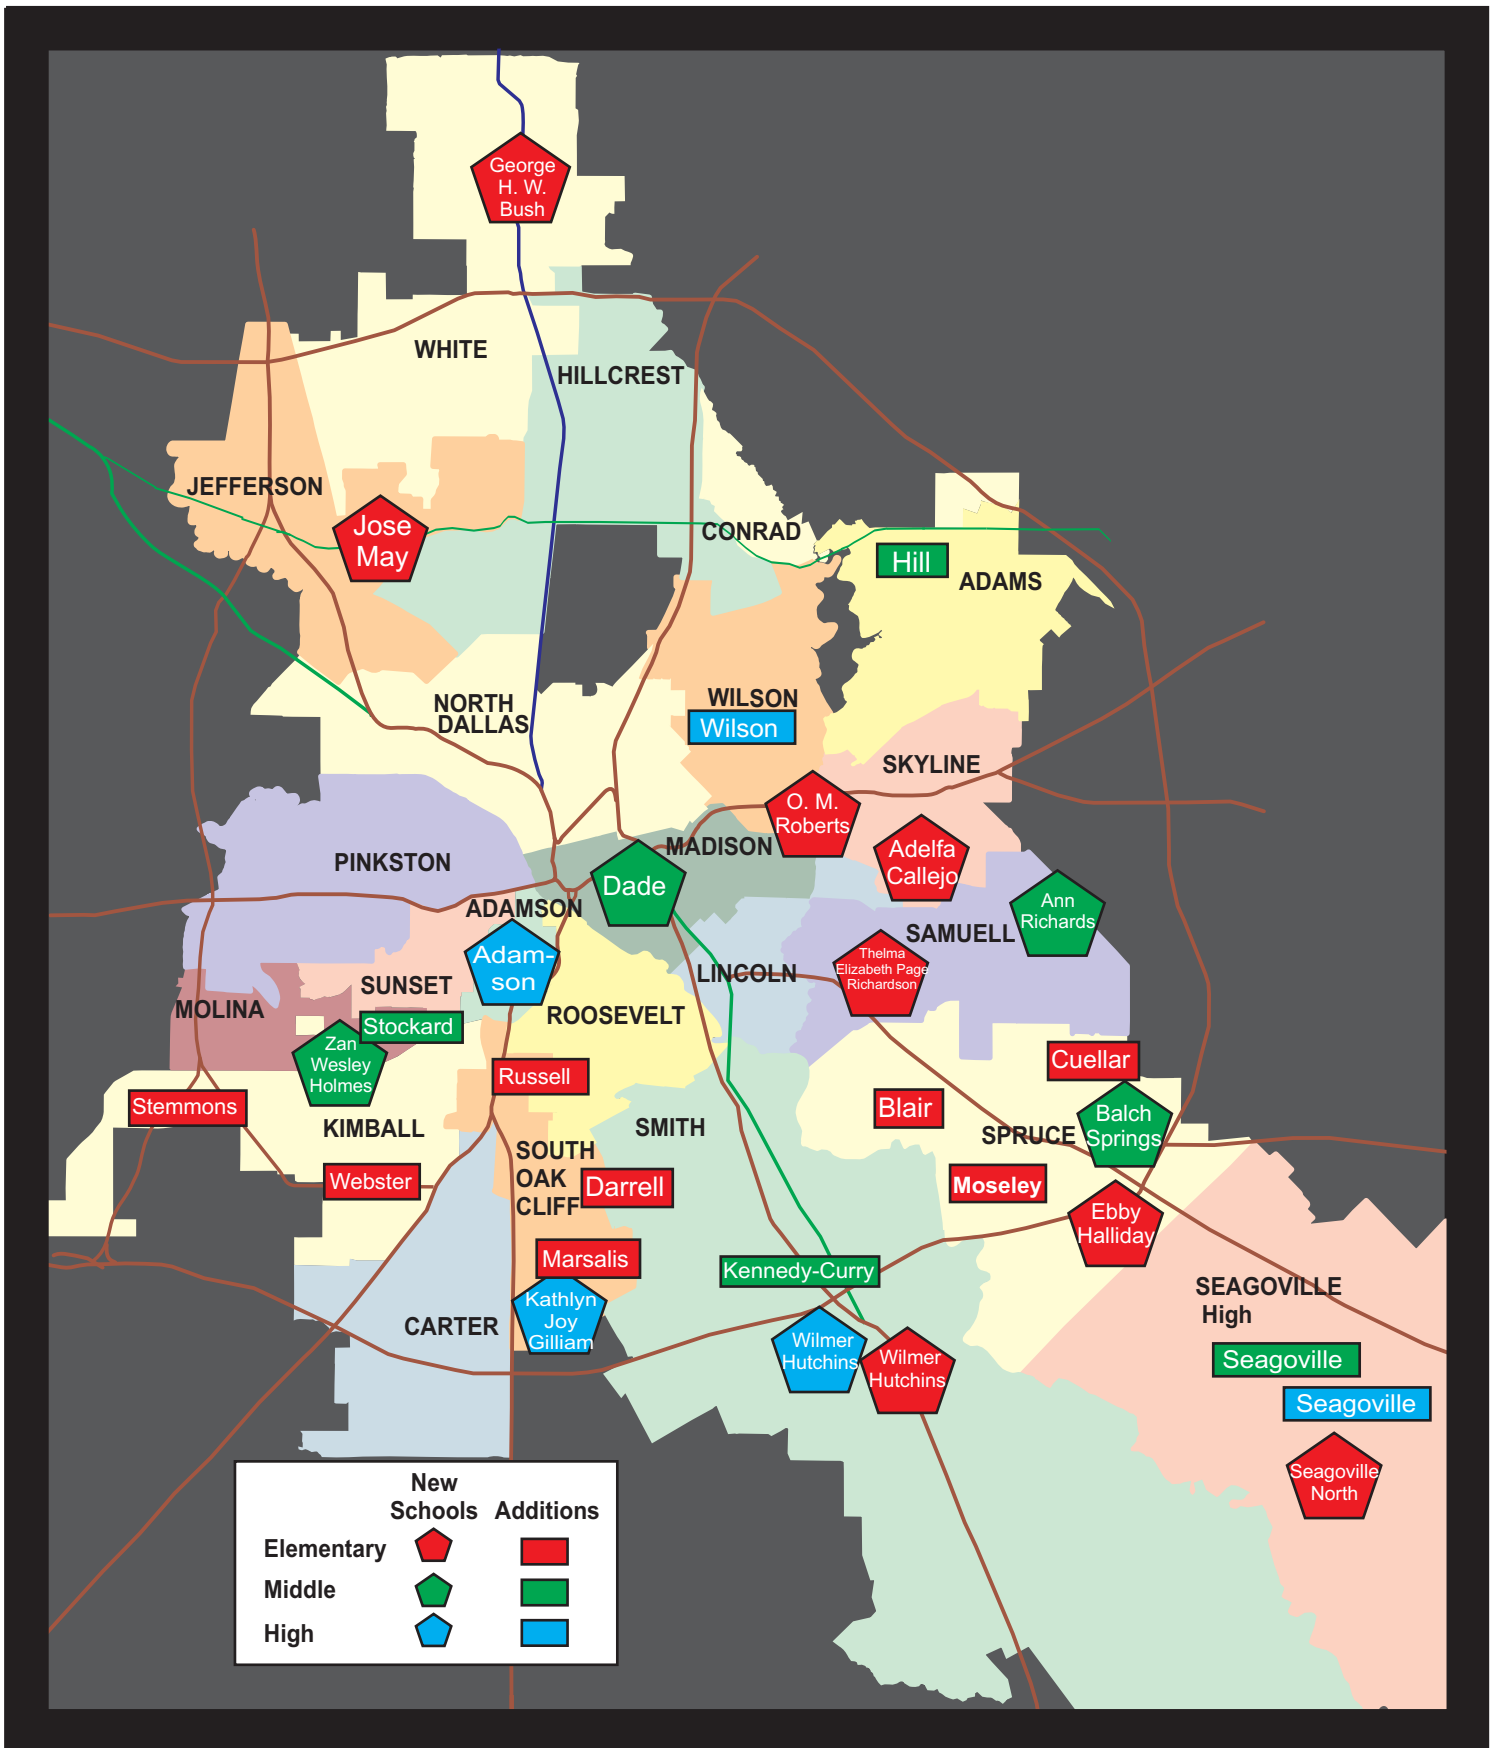 George
H. W.
Bush
WHITE
HILLCREST
JEFFERSON
Jose
May
CONRAD
Hill
ADAMS
NORTH
DALLAS
WILSON
Wilson
SKYLINE
O. M.
Roberts
MADISON
Adelfa
Callejo
PINKSTON
Dade
Ann
Richards
ADAMSON
Adam-
son
SAMUELL
Thelma
Elizabeth Page
Richardson
LINCOLN
SUNSET
MOLINA
ROOSEVELT
Stockard
Zan
Wesley
Holmes
Russell
Cuellar
Stemmons
Blair
Balch
Springs
KIMBALL
SMITH
SPRUCE
SOUTH
OAK
CLIFF
Webster
Darrell
Moseley
Ebby
Halliday
Marsalis
Kennedy-Curry
Kathlyn
Joy
Gilliam
CARTER
SEAGOVILLE
High
Wilmer
Hutchins
Wilmer
Hutchins
Seagoville
Seagoville
Seagoville
North
New
Schools
Additions
Elementary
Middle
High